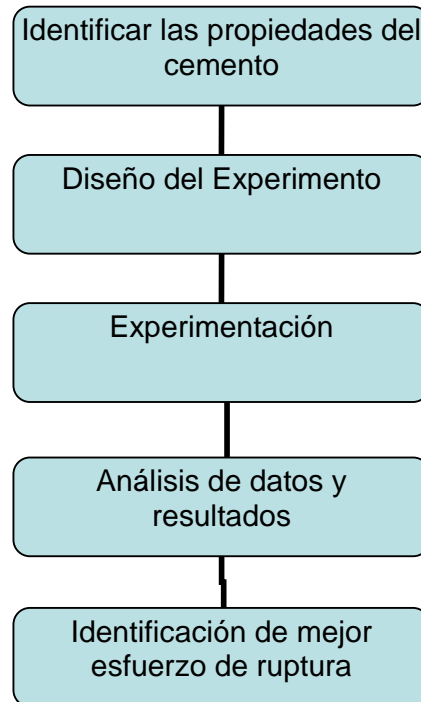 Identificar las propiedades del
cemento
Diseño del Experimento
Experimentación
Análisis de datos y
resultados
Identificación de mejor
esfuerzo de ruptura